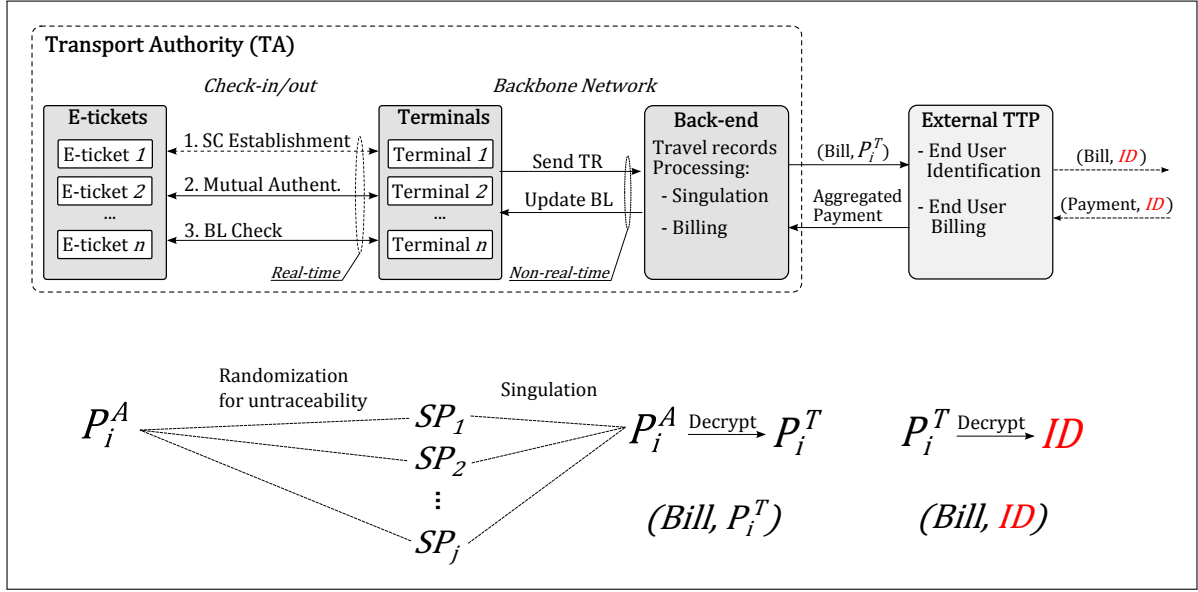 Transport Authority (TA)
Check-in/out
Backbone Network
E-tickets
E-ticket 1
E-ticket 2
...
E-ticket n
1. SC Establishment
2. Mutual Authent.
3. BL Check
Real-time
Terminals
Terminal 1
Terminal 2
...
Terminal n
Send TR
Update BL
Non-real-time
Back-end
Travel records
Processing:
- Singulation
- Billing
(Bill, P_i^T)
Aggregated
Payment
External TTP
- End User
Identification
- End User
Billing
(Bill, ID)
(Payment, ID)
Randomization
for untraceability
Singulation
P_i^A
SP_1
SP_2
⋮
SP_j
P_i^A Decrypt P_i^T
(Bill, P_i^T)
P_i^T Decrypt ID
(Bill, ID)